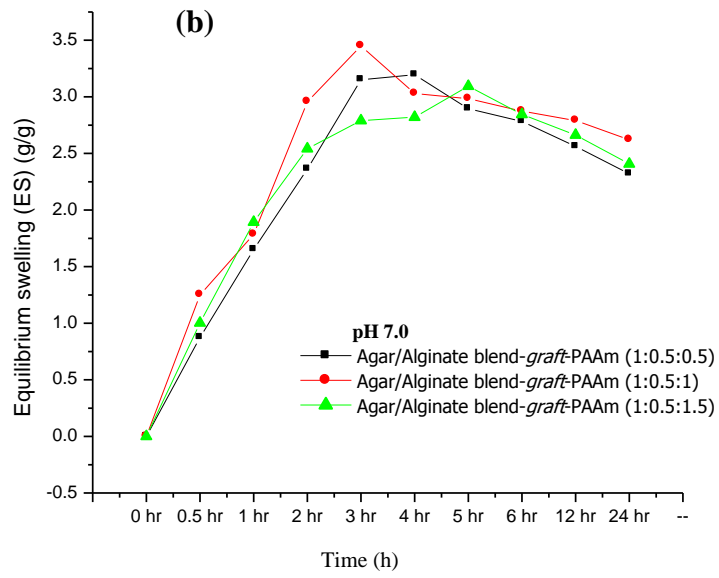 (b)
Equilibrium swelling (ES) (g/g)
3.5
3.0
2.5
2.0
1.5
1.0
0.5
0.0
-0.5
pH 7.0
Agar/Alginate blend-graft-PAAm (1:0.5:0.5)
Agar/Alginate blend-graft-PAAm (1:0.5:1)
Agar/Alginate blend-graft-PAAm (1:0.5:1.5)
0 hr 0.5 hr 1 hr 2 hr 3 hr 4 hr 5 hr 6 hr 12 hr 24 hr --
Time (h)